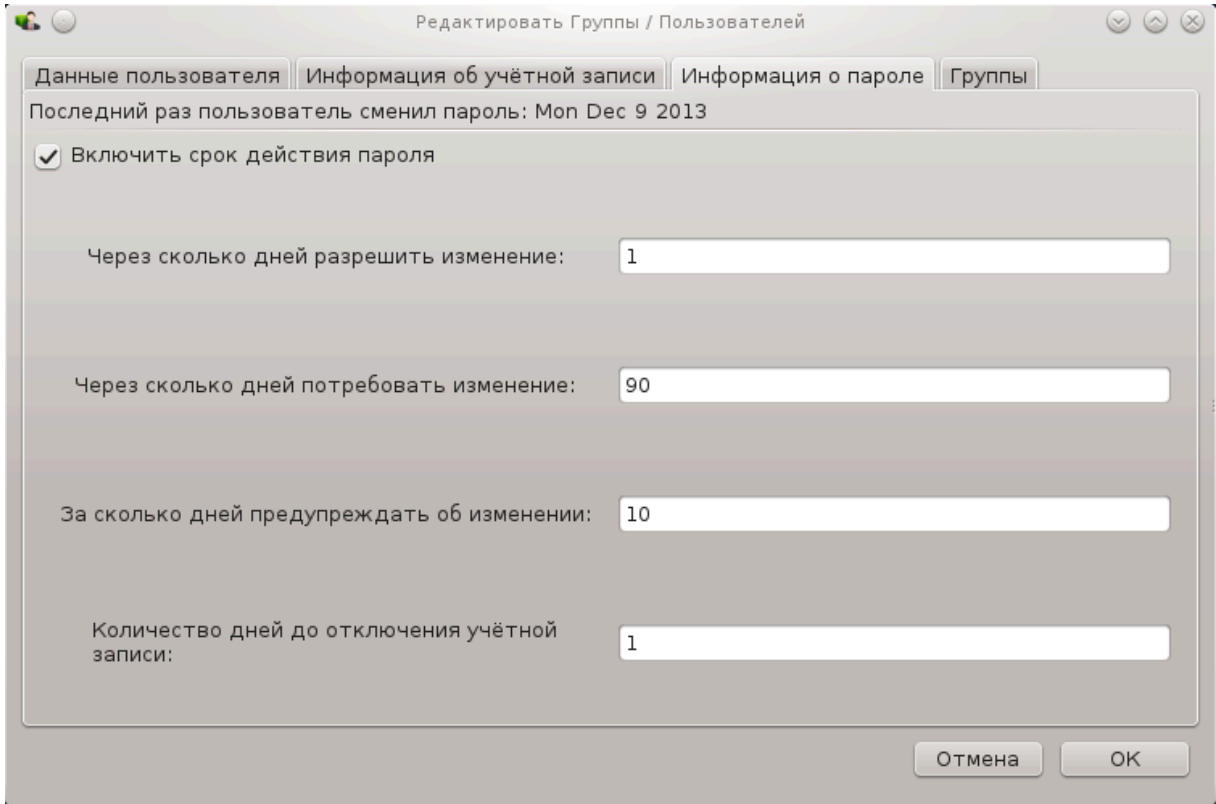 Редактировать Группы / Пользователей
Данные пользователя Информация об учётной записи Информация о пароле Группы
Последний раз пользователь сменил пароль: Mon Dec 9 2013
Включить срок действия пароля
Через сколько дней разрешить изменение: 1
Через сколько дней потребовать изменение: 90
За сколько дней предупреждать об изменении: 10
Количество дней до отключения учётной
записи: 1
Отмена OK